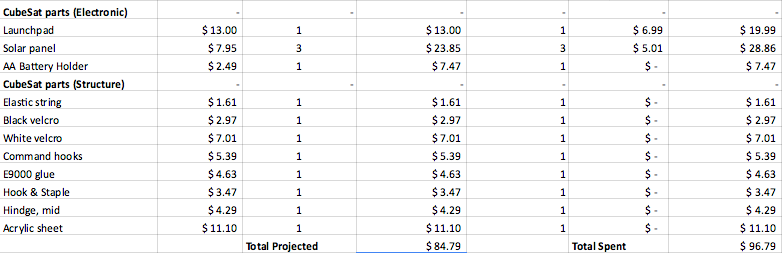 CubeSat parts (Electronic) - - - - - -
Launchpad $ 13.00 1 $ 13.00 1 $ 6.99 $ 19.99
Solar panel $ 7.95 3 $ 23.85 3 $ 5.01 $ 28.86
AA Battery Holder $ 2.49 1 $ 7.47 1 $ - $ 7.47
CubeSat parts (Structure) - - - - - -
Elastic string $ 1.61 1 $ 1.61 1 $ - $ 1.61
Black velcro $ 2.97 1 $ 2.97 1 $ - $ 2.97
White velcro $ 7.01 1 $ 7.01 1 $ - $ 7.01
Command hooks $ 5.39 1 $ 5.39 1 $ - $ 5.39
E9000 glue $ 4.63 1 $ 4.63 1 $ - $ 4.63
Hook & Staple $ 3.47 1 $ 3.47 1 $ - $ 3.47
Hindge, mid $ 4.29 1 $ 4.29 1 $ - $ 4.29
Acrylic sheet $ 11.10 1 $ 11.10 1 $ - $ 11.10
Total Projected $ 84.79 Total Spent $ 96.79